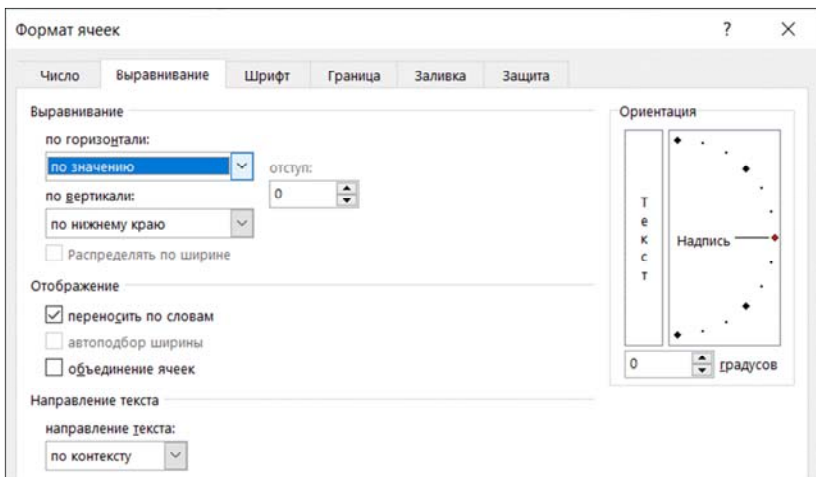 Формат ячеек ?
Число Выравнивание Шрифт Граница Заливка Защита
Выравнивание
по горизонтали:
по значению
отступ:
0
по вертикали:
по нижнему краю
Распределять по ширине
Отображение
переносить по словам
автоподбор ширины
объединение ячеек
Направление текста
направление текста:
по контексту
Ориентация
Текст
Надпись
0 градусов